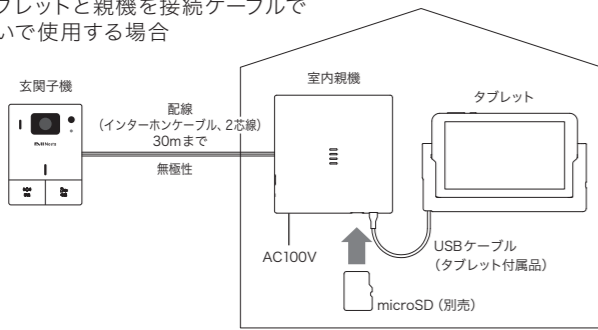 ブレットと親機を接続ケーブルで
いで使用する場合
玄関子機
配線
（インターホンケーブル、2芯線）
30mまで
無極性
室内親機
タブレット
AC100V
USBケーブル
（タブレット付属品）
microSD（別売）